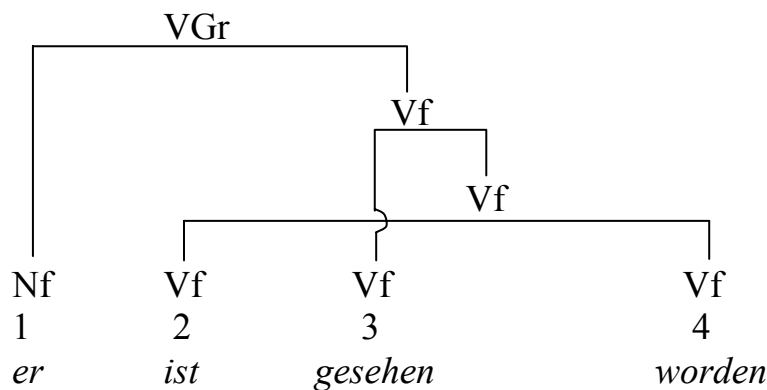 VGr
Vf
Vf
Nf Vf Vf Vf
1 2 3 4
er ist gesehen worden